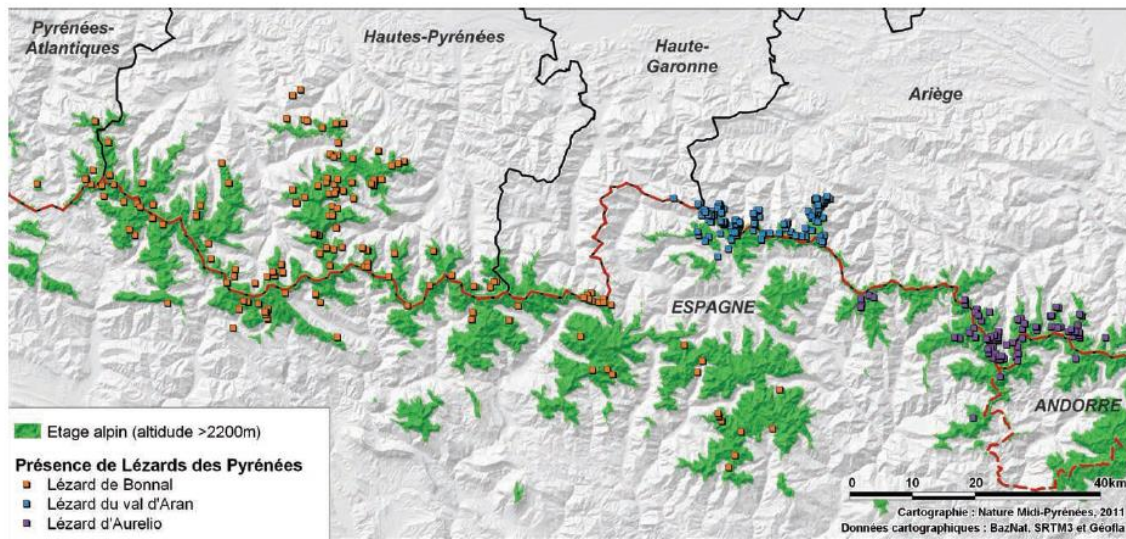 Pyrénées-
Atlantiques
Hautes-Pyrénées
Haute-
Garonne
Ariège
ESPAGNE
ANDORRE
Etage alpin (altidude >2200m)
Présence de Lézards des Pyrénées
Lézard de Bonnal
Lézard du val d'Aran
Lézard d'Aurelio
0 10 20 40km
Cartographie : Nature Midi-Pyrénées, 2011
Données cartographiques : BazNat, SRTM3 et Géofla